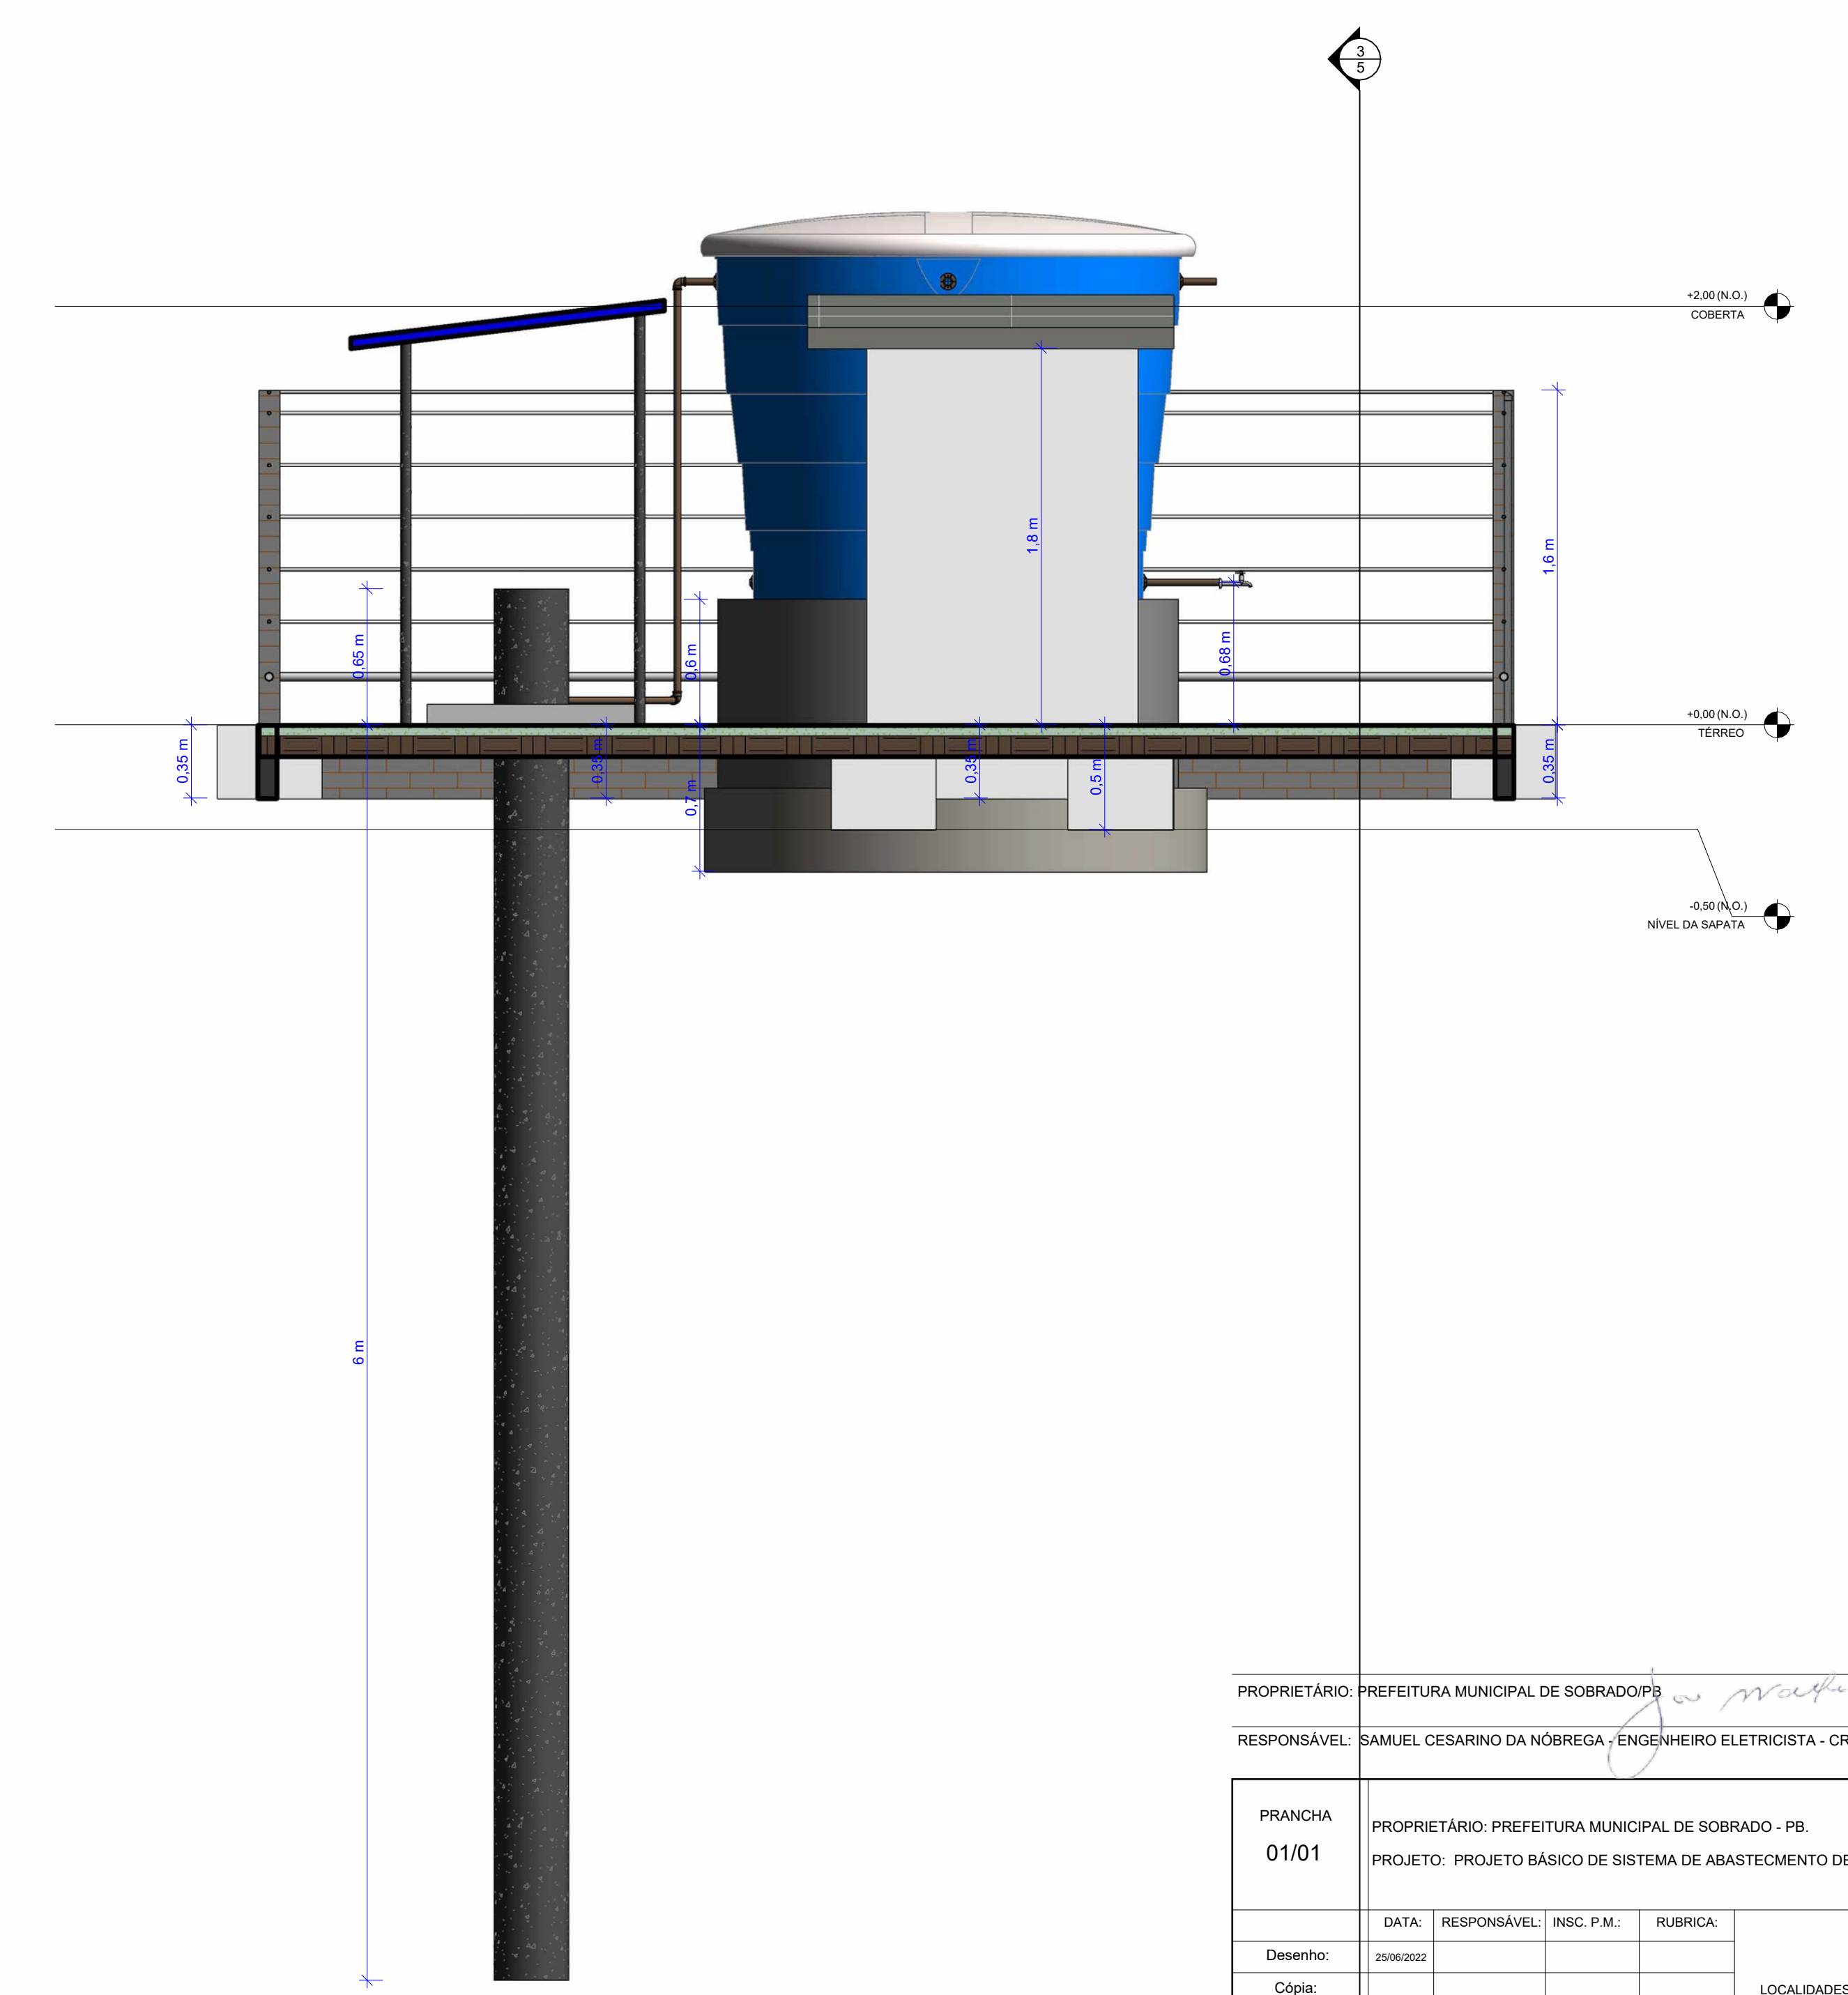 3
5
+2,00 (N.O.)
COBERTA
1,8 m
1,6 m
0,65 m
0,6 m
0,68 m
+0,00 (N.O.)
TÉRREO
0,35 m
0,35 m
0,7 m
0,35 m
0,5 m
0,35 m
-0,50 (N.O.)
NÍVEL DA SAPATA
6 m
PROPRIETÁRIO: PREFEITURA MUNICIPAL DE SOBRADO/PB
RESPONSÁVEL: SAMUEL CESARINO DA NÓBREGA - ENGENHEIRO ELETRICISTA - CR
PRANCHA
01/01
PROPRIETÁRIO: PREFEITURA MUNICIPAL DE SOBRADO - PB.
PROJETO: PROJETO BÁSICO DE SISTEMA DE ABASTECMENTO DE
DATA: RESPONSÁVEL: INSC. P.M.: RUBRICA:
Desenho: 25/06/2022
Cópia:
LOCALIDADES